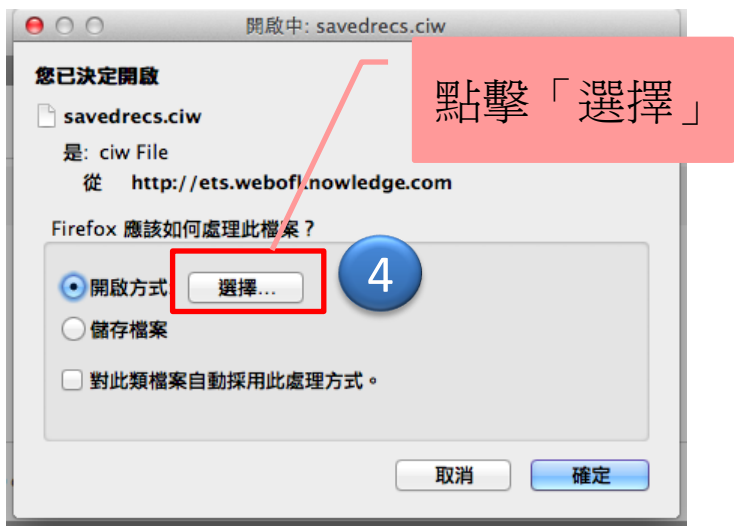 開啟中: savedrecs.ciw
點擊「選擇」
您已決定開啟
savedrecs.ciw
是: ciw File
從 http://ets.webofknowledge.com
Firefox 應該如何處理此檔案？
開啟方式 選擇...
4
儲存檔案
對此類檔案自動採用此處理方式。
取消 確定